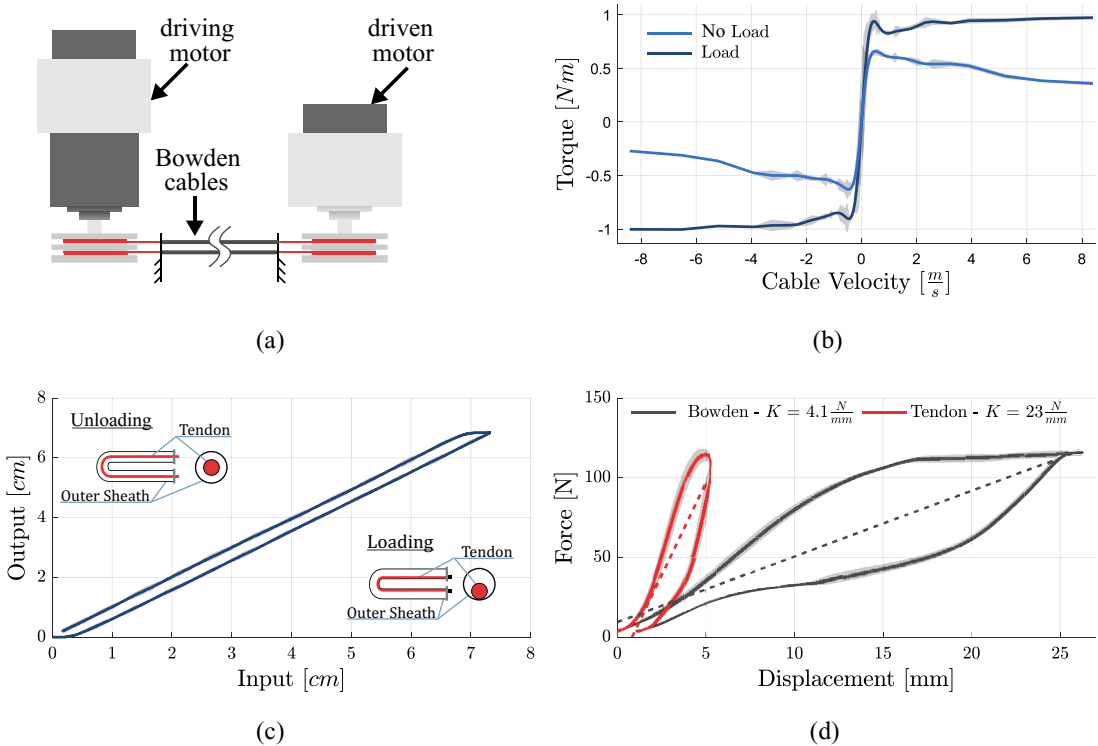 driving
motor
driven
motor
Bowden
cables
(a)
No Load
Load
Torque [Nm]
1
0.5
0
-0.5
-1
-8 -6 -4 -2 0 2 4 6 8
Cable Velocity [m/s]
(b)
Unloading
Tendon
Outer Sheath
Loading
Tendon
Outer Sheath
Output [cm]
8
6
4
2
0
0 1 2 3 4 5 6 7 8
Input [cm]
(c)
Bowden - K = 4.1 N/mm
Tendon - K = 23 N/mm
Force [N]
150
100
50
0
0 5 10 15 20 25
Displacement [mm]
(d)